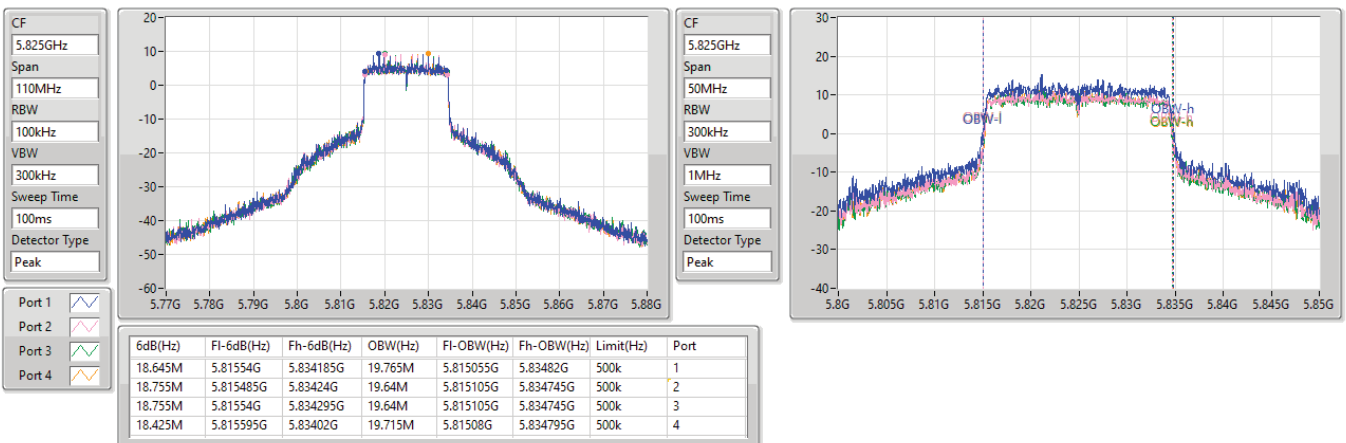 CF
5.825GHz
Span
110MHz
RBW
100kHz
VBW
300kHz
Sweep Time
100ms
Detector Type
Peak
20
10
0
-10
-20
-30
-40
-50
-60
5.77G 5.78G 5.79G 5.8G 5.81G 5.82G 5.83G 5.84G 5.85G 5.86G 5.87G 5.88G
CF
5.825GHz
Span
50MHz
RBW
300kHz
VBW
1MHz
Sweep Time
100ms
Detector Type
Peak
30
20
10
0
-10
-20
-30
-40
OBW-l
OBW-h
OBW-h
5.8G 5.805G 5.81G 5.815G 5.82G 5.825G 5.83G 5.835G 5.84G 5.845G 5.85G
Port 1
Port 2
Port 3
Port 4
6dB(Hz) Fl-6dB(Hz) Fh-6dB(Hz) OBW(Hz) Fl-OBW(Hz) Fh-OBW(Hz) Limit(Hz) Port
18.645M 5.81554G 5.834185G 19.765M 5.815055G 5.83482G 500k 1
18.755M 5.815485G 5.83424G 19.64M 5.815105G 5.834745G 500k 2
18.755M 5.81554G 5.834295G 19.64M 5.815105G 5.834745G 500k 3
18.425M 5.815595G 5.83402G 19.715M 5.81508G 5.834795G 500k 4